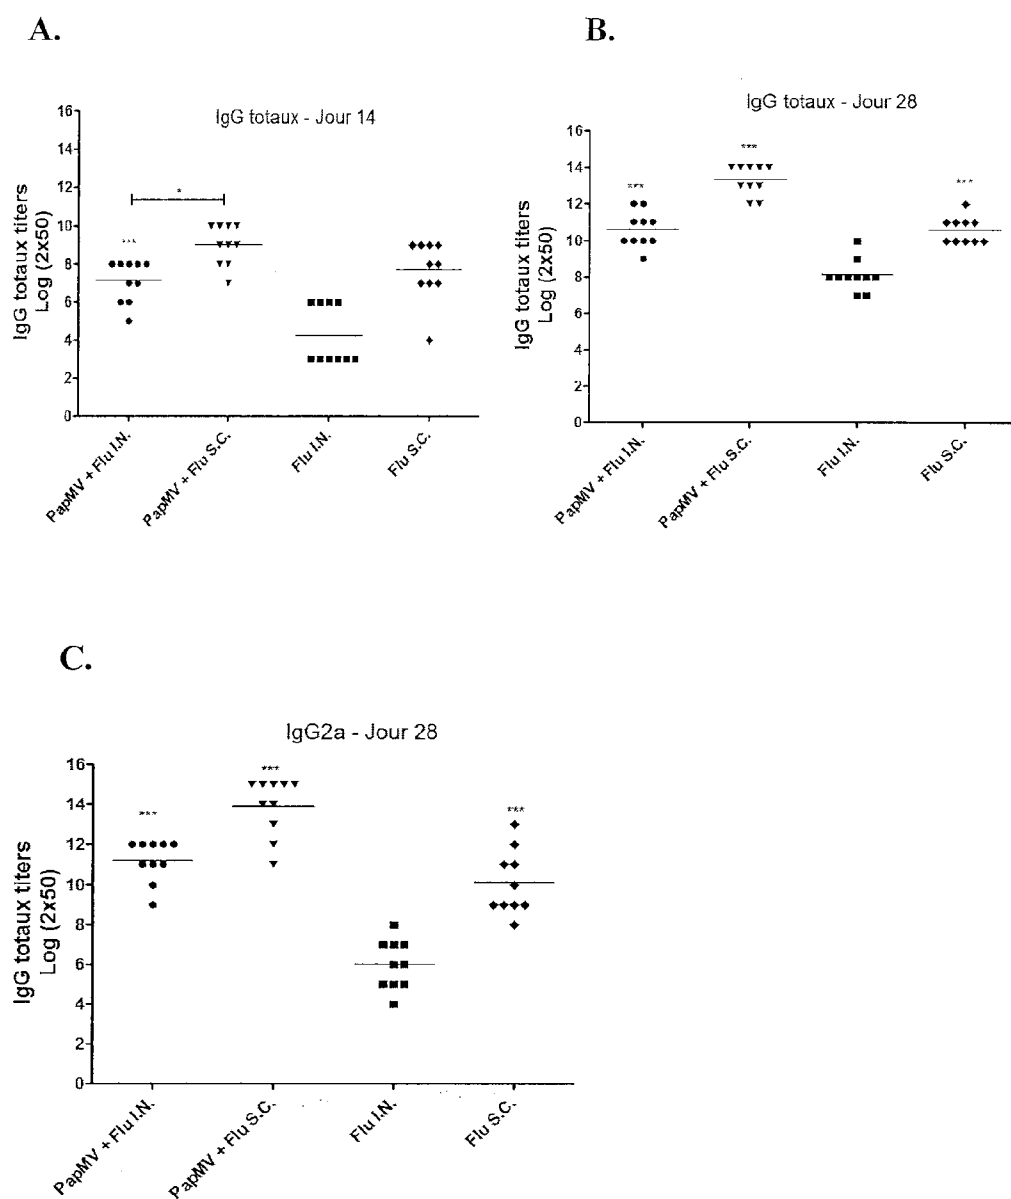 A.
IgG totaux - Jour 14
IgG totaux titers
Log (2x50)
16
14
12
10
8
6
4
2
0
*
***
PapMV + Flu I.N.
PapMV + Flu S.C.
Flu I.N.
Flu S.C.
B.
IgG totaux - Jour 28
IgG totaux titers
Log (2x50)
16
14
12
10
8
6
4
2
0
***
***
***
PapMV + Flu I.N.
PapMV + Flu S.C.
Flu I.N.
Flu S.C.
C.
IgG2a - Jour 28
IgG totaux titers
Log (2x50)
16
14
12
10
8
6
4
2
0
***
***
***
PapMV + Flu I.N.
PapMV + Flu S.C.
Flu I.N.
Flu S.C.